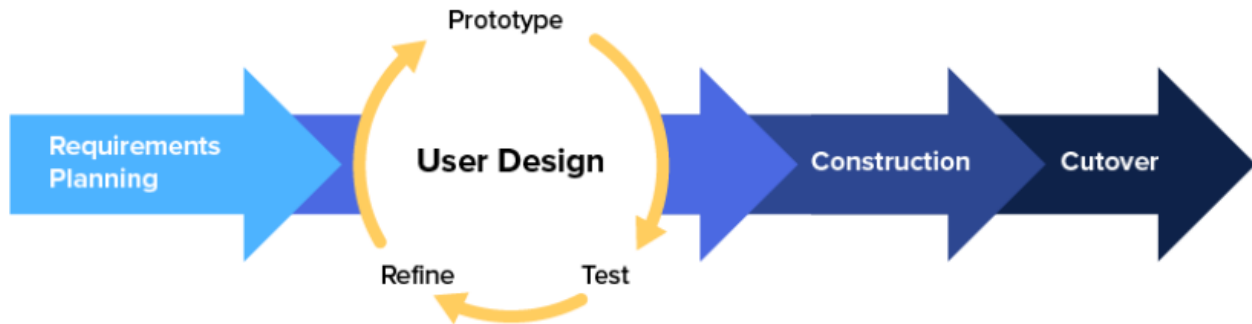 Prototype
Requirements
Planning
User Design
Construction
Cutover
Refine
Test